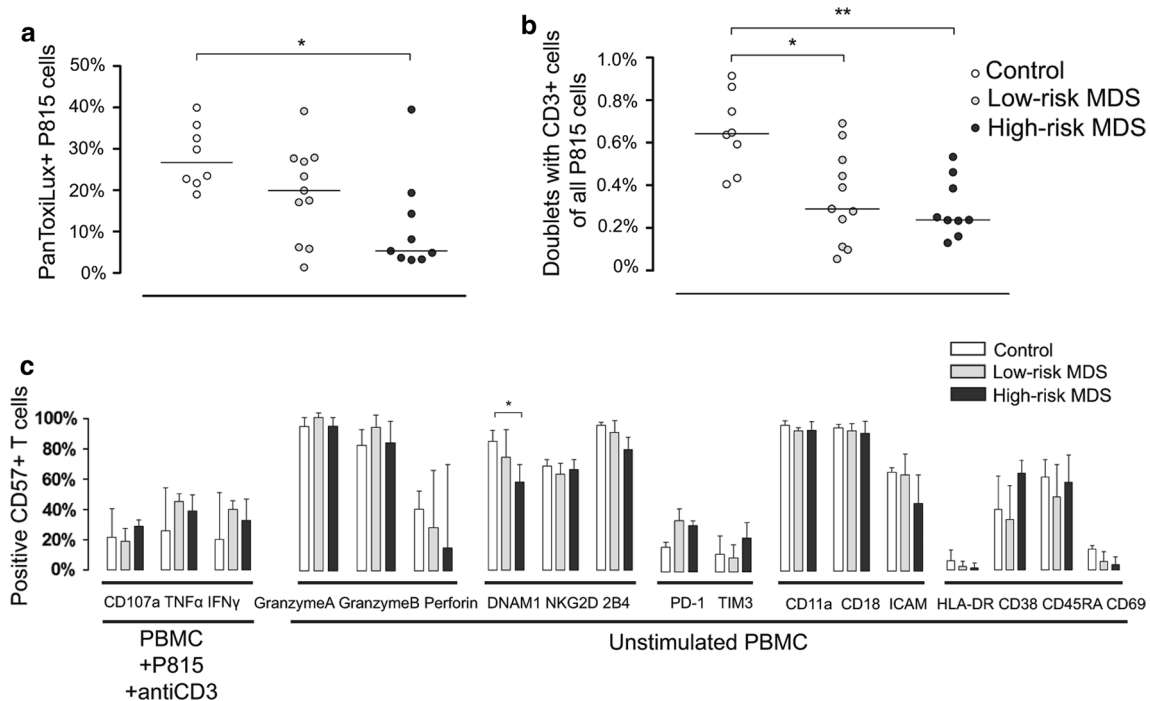 a
PanToxiLux+ P815 cells
50%
40%
30%
20%
10%
0%
*
b
Doublets with CD3+ cells
of all P815 cells
1.0%
0.8%
0.6%
0.4%
0.2%
0%
**
*
Control
Low-risk MDS
High-risk MDS
c
Positive CD57+ T cells
100%
80%
60%
40%
20%
0%
*
Control
Low-risk MDS
High-risk MDS
CD107a TNFα IFNγ GranzymeA GranzymeB Perforin DNAM1 NKG2D 2B4 PD-1 TIM3 CD11a CD18 ICAM HLA-DR CD38 CD45RA CD69
PBMC
+P815
+antiCD3
Unstimulated PBMC